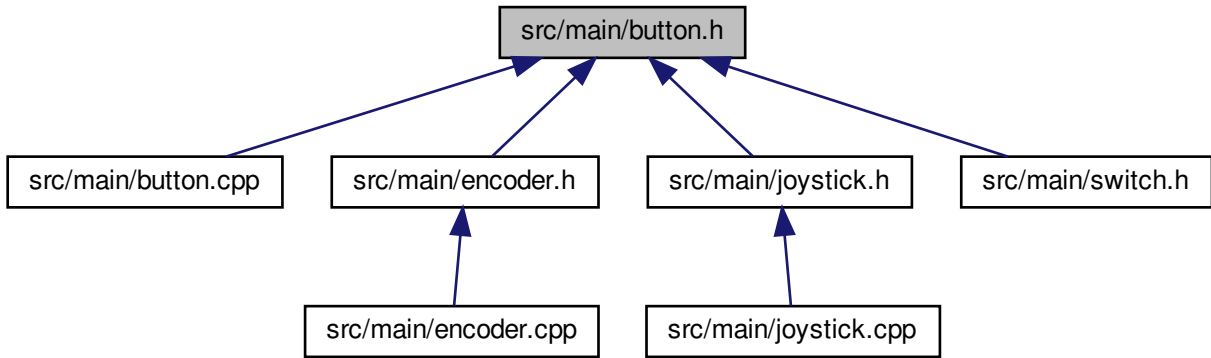 src/main/button.h
src/main/button.cpp
src/main/encoder.h
src/main/joystick.h
src/main/switch.h
src/main/encoder.cpp
src/main/joystick.cpp